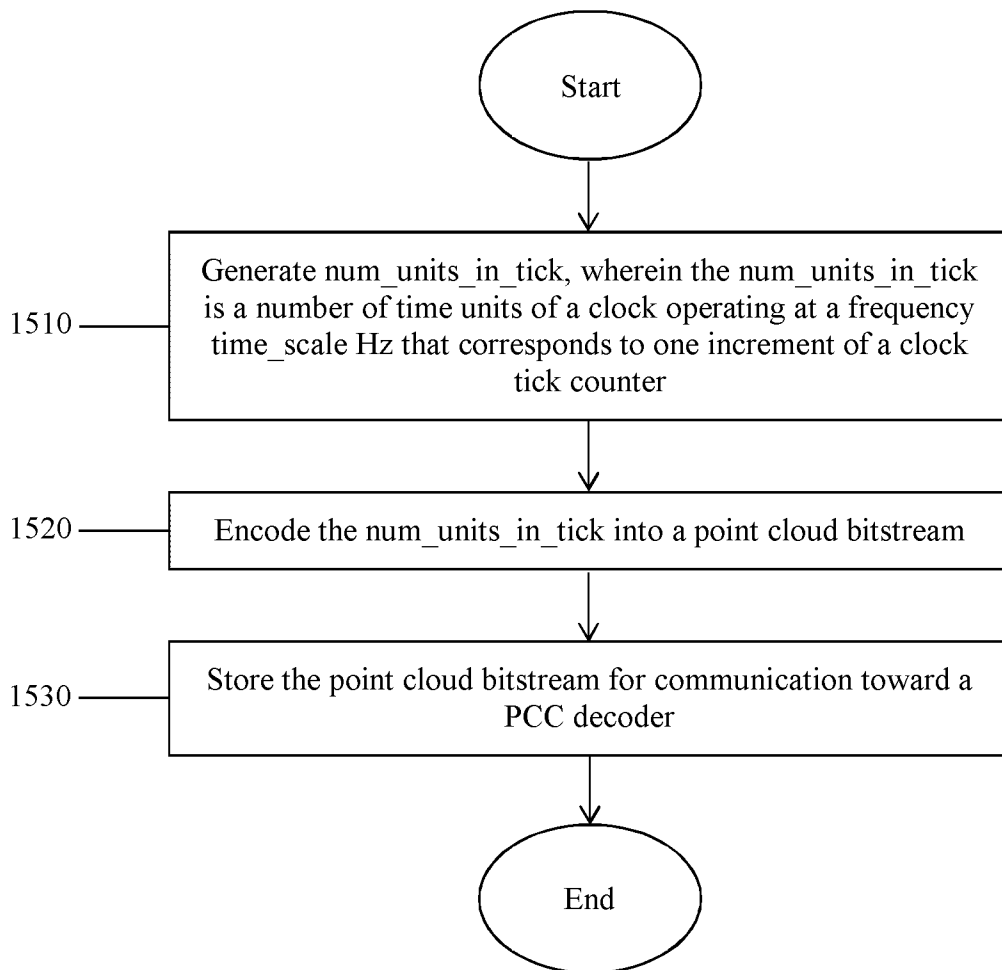 Start
Generate num_units_in_tick, wherein the num_units_in_tick
is a number of time units of a clock operating at a frequency
1510
time_scale Hz that corresponds to one increment of a clock
tick counter
1520
Encode the num_units_in_tick into a point cloud bitstream
1530
Store the point cloud bitstream for communication toward a
PCC decoder
End